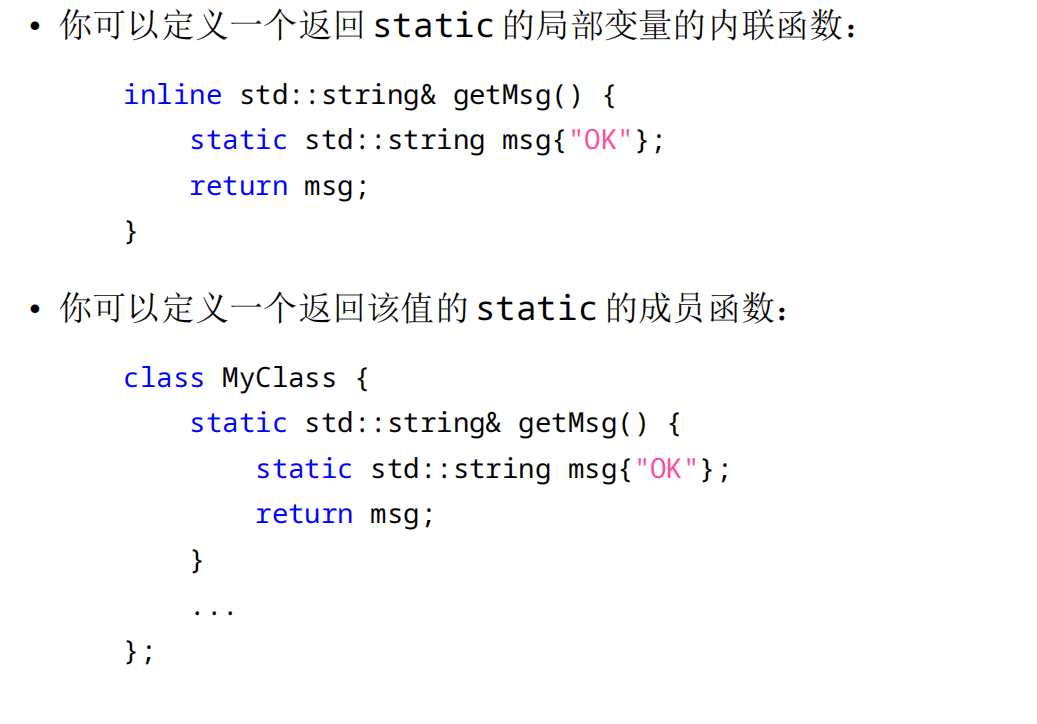 • 你可以定义一个返回 static 的局部变量的内联函数：
inline std::string& getMsg() {
    static std::string msg{"OK"};
    return msg;
}
• 你可以定义一个返回该值的 static 的成员函数：
class MyClass {
    static std::string& getMsg() {
        static std::string msg{"OK"};
        return msg;
    }
    ...
};